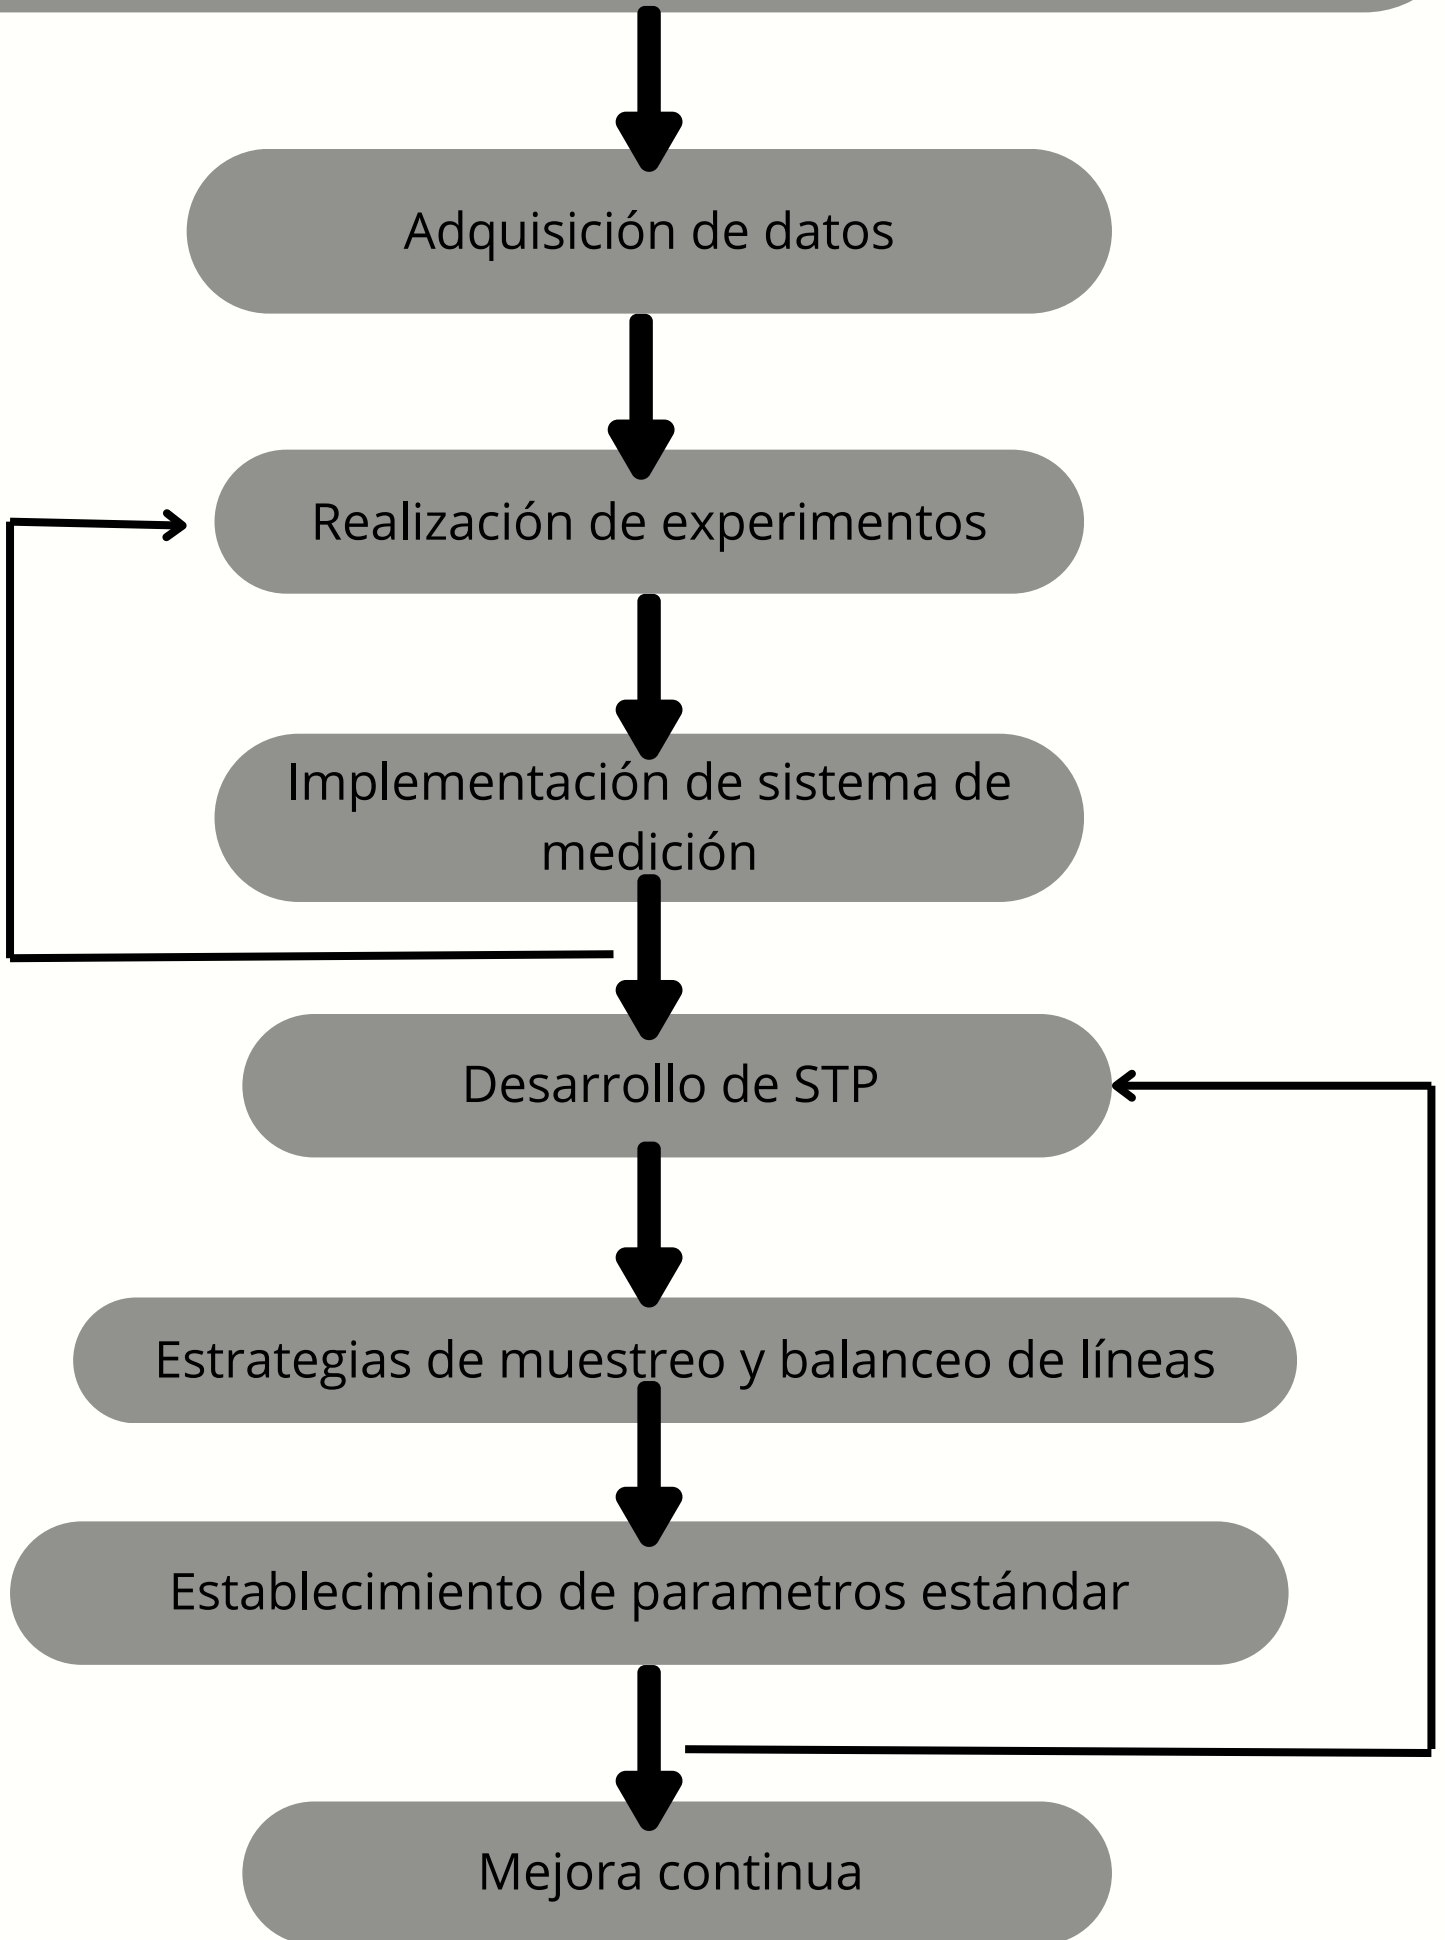 Adquisición de datos
Realización de experimentos
Implementación de sistema de
medición
Desarrollo de STP
Estrategias de muestreo y balanceo de líneas
Establecimiento de parametros estándar
Mejora continua